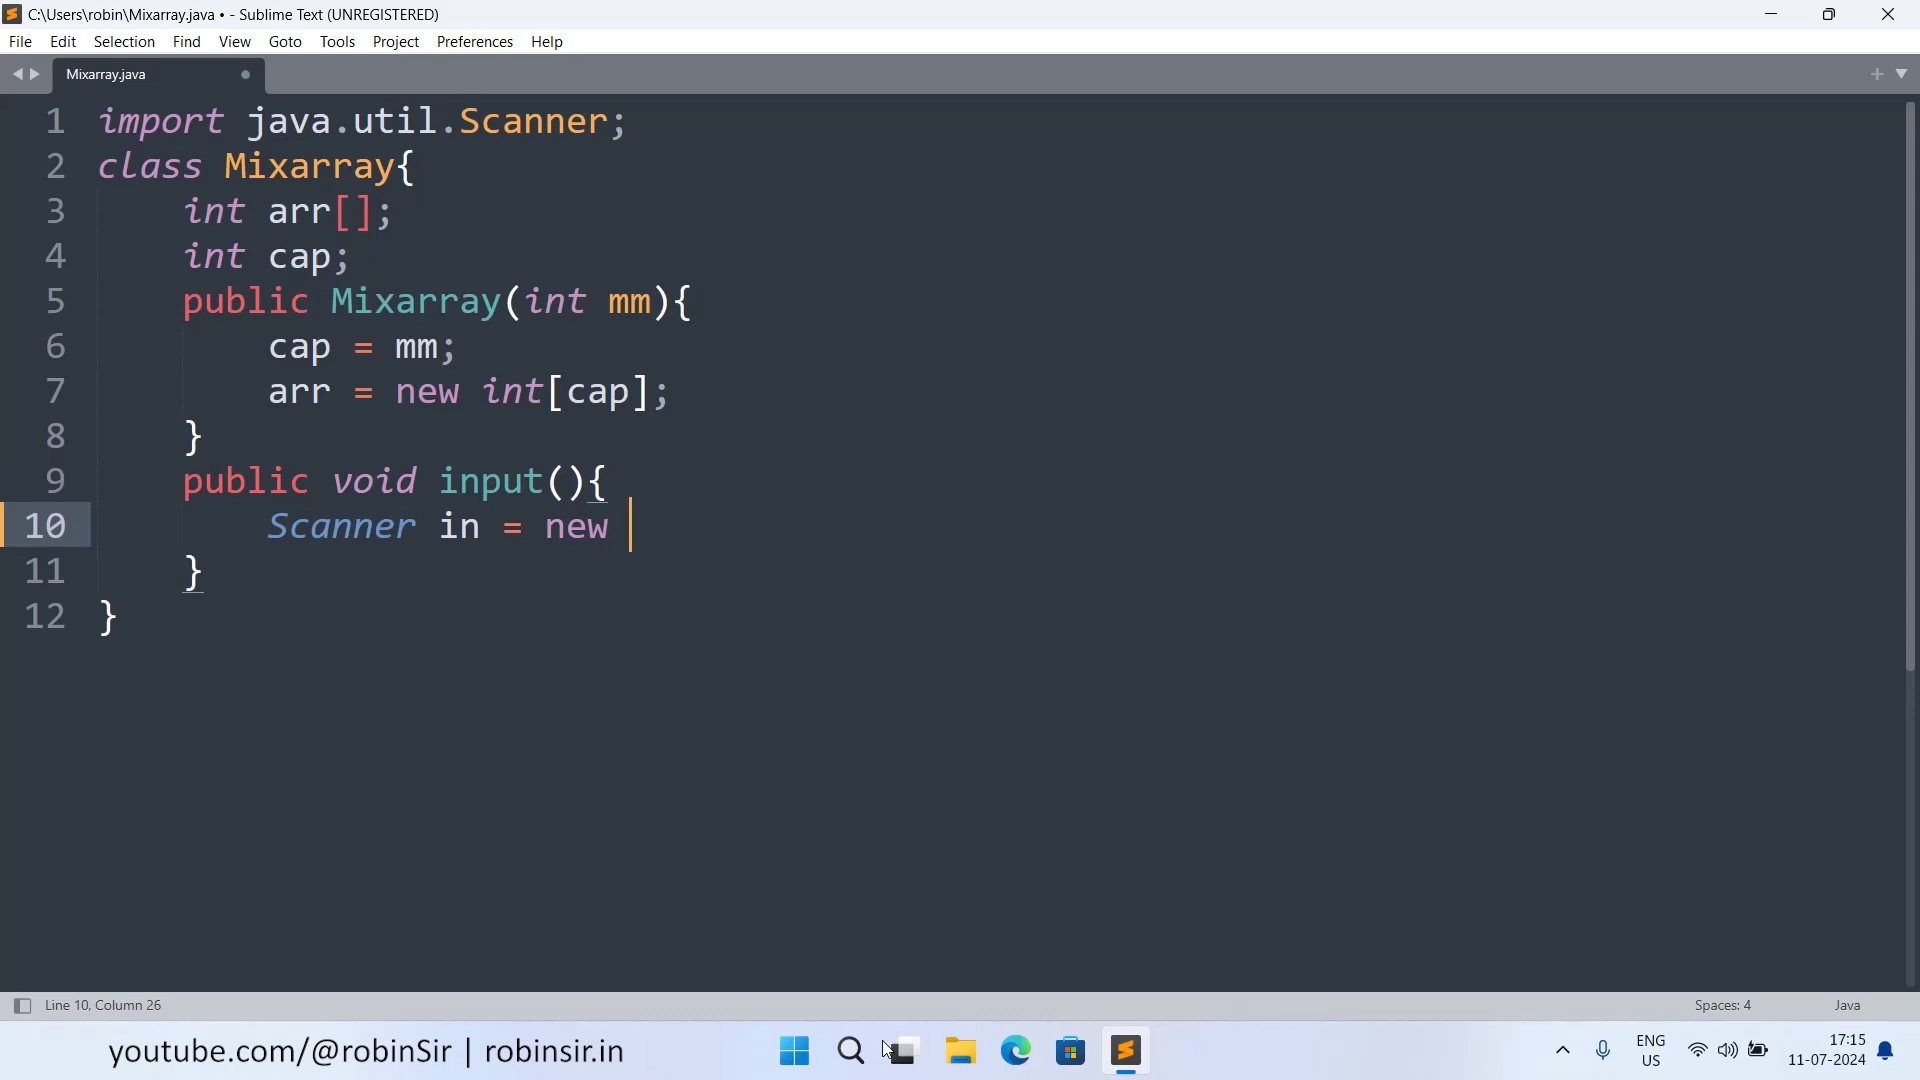 C:\Users\robin\Mixarray.java • - Sublime Text (UNREGISTERED)
File Edit Selection Find View Goto Tools Project Preferences Help
Mixarray.java
1 import java.util.Scanner;
2 class Mixarray{
3     int arr[];
4     int cap;
5     public Mixarray(int mm){
6         cap = mm;
7         arr = new int[cap];
8     }
9     public void input(){
10         Scanner in = new
11     }
12 }
Line 10, Column 26 Spaces: 4 Java
youtube.com/@robinSir | robinsir.in
ENG
US
17:15
11-07-2024